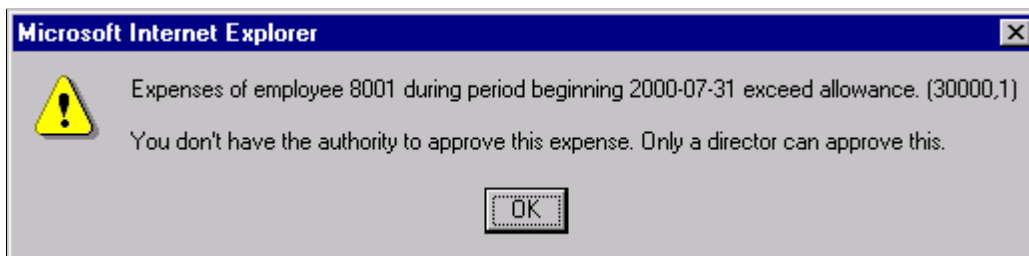 Microsoft Internet Explorer
Expenses of employee 8001 during period beginning 2000-07-31 exceed allowance. (30000,1)
You don't have the authority to approve this expense. Only a director can approve this.
OK